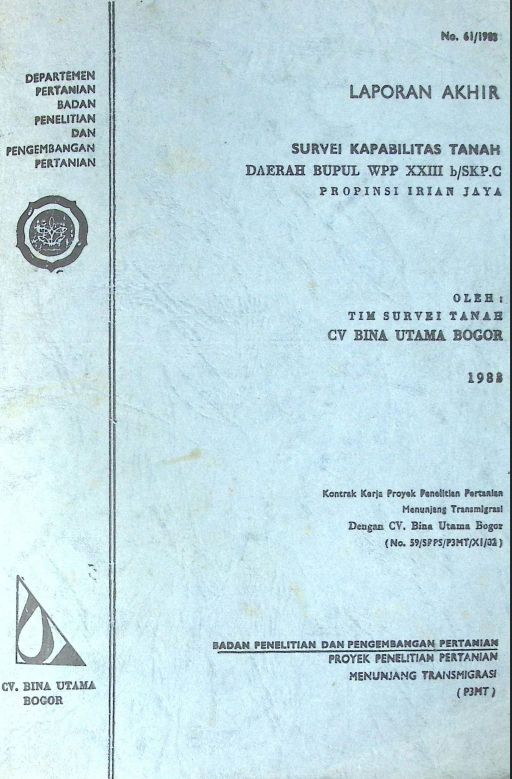 No. 61/1983
DEPARTEMEN
PERTANIAN
BADAN
PENELITIAN
DAN
PENGEMBANGAN
PERTANIAN
LAPORAN AKHIR
SURVEI KAPABILITAS TANAH
DAERAH BUPUL WPP XXIII b/SKP.C
PROPINSI IRIAN JAYA
OLEH :
TIM SURVEI TANAH
CV BINA UTAMA BOGOR
1983
Kontrak Kerja Proyek Penelitian Pertanian
Menunjang Transmigrasi
Dengan CV. Bina Utama Bogor
( No. 59/SPPS/P3MT/XI/82 )
CV. BINA UTAMA
BOGOR
BADAN PENELITIAN DAN PENGEMBANGAN PERTANIAN
PROYEK PENELITIAN PERTANIAN
MENUNJANG TRANSMIGRASI
( P3MT )